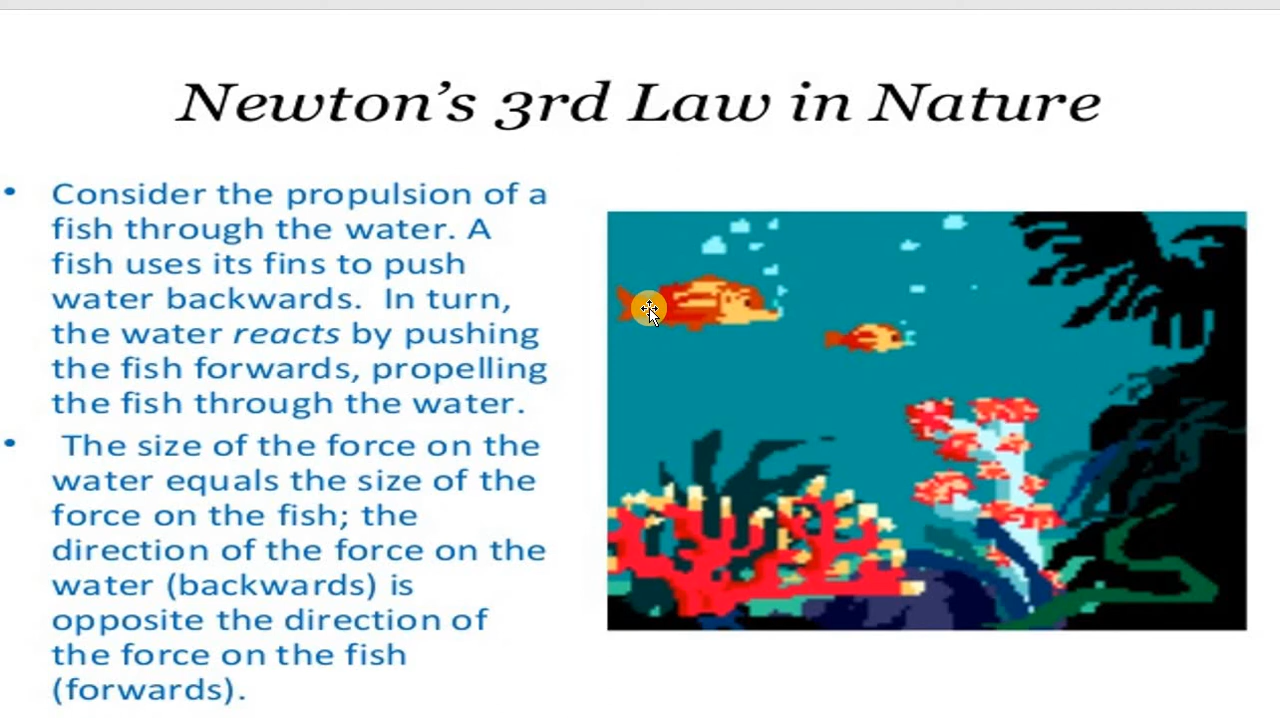 Newton’s 3rd Law in Nature
• Consider the propulsion of a
fish through the water. A
fish uses its fins to push
water backwards. In turn,
the water reacts by pushing
the fish forwards, propelling
the fish through the water.
• The size of the force on the
water equals the size of the
force on the fish; the
direction of the force on the
water (backwards) is
opposite the direction of
the force on the fish
(forwards).